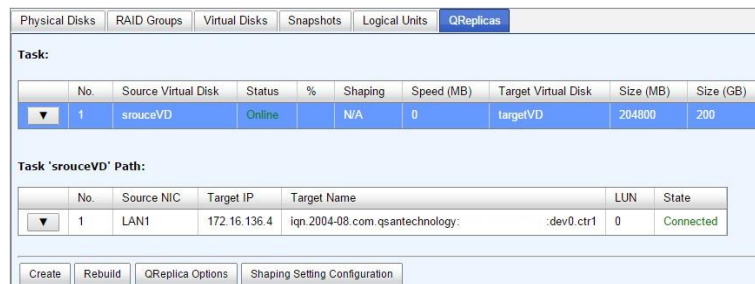 Physical Disks RAID Groups Virtual Disks Snapshots Logical Units QReplicas
Task:
No. Source Virtual Disk Status % Shaping Speed (MB) Target Virtual Disk Size (MB) Size (GB)
▼ 1 srouceVD Online N/A 0 targetVD 204800 200
Task 'srouceVD' Path:
No. Source NIC Target IP Target Name LUN State
▼ 1 LAN1 172.16.136.4 iqn.2004-08.com.qsantechnology: :dev0.ctr1 0 Connected
Create Rebuild QReplica Options Shaping Setting Configuration